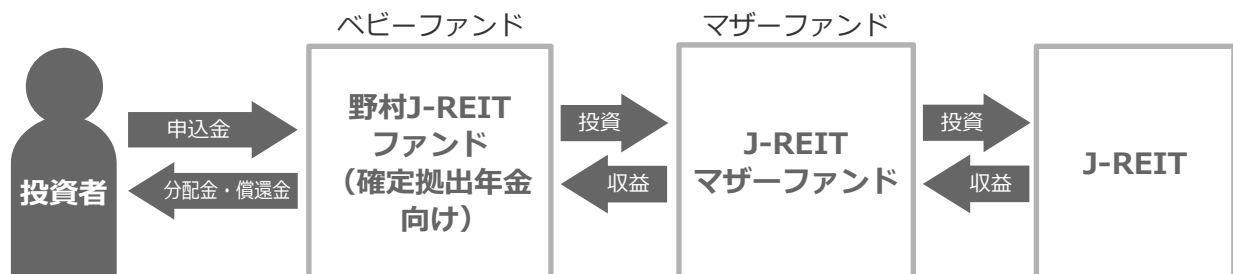 ベビーファンド
マザーファンド
投資者
申込金
分配金・償還金
野村J-REIT
ファンド
（確定拠出年金
向け）
投資
収益
J-REIT
マザーファンド
投資
収益
J-REIT